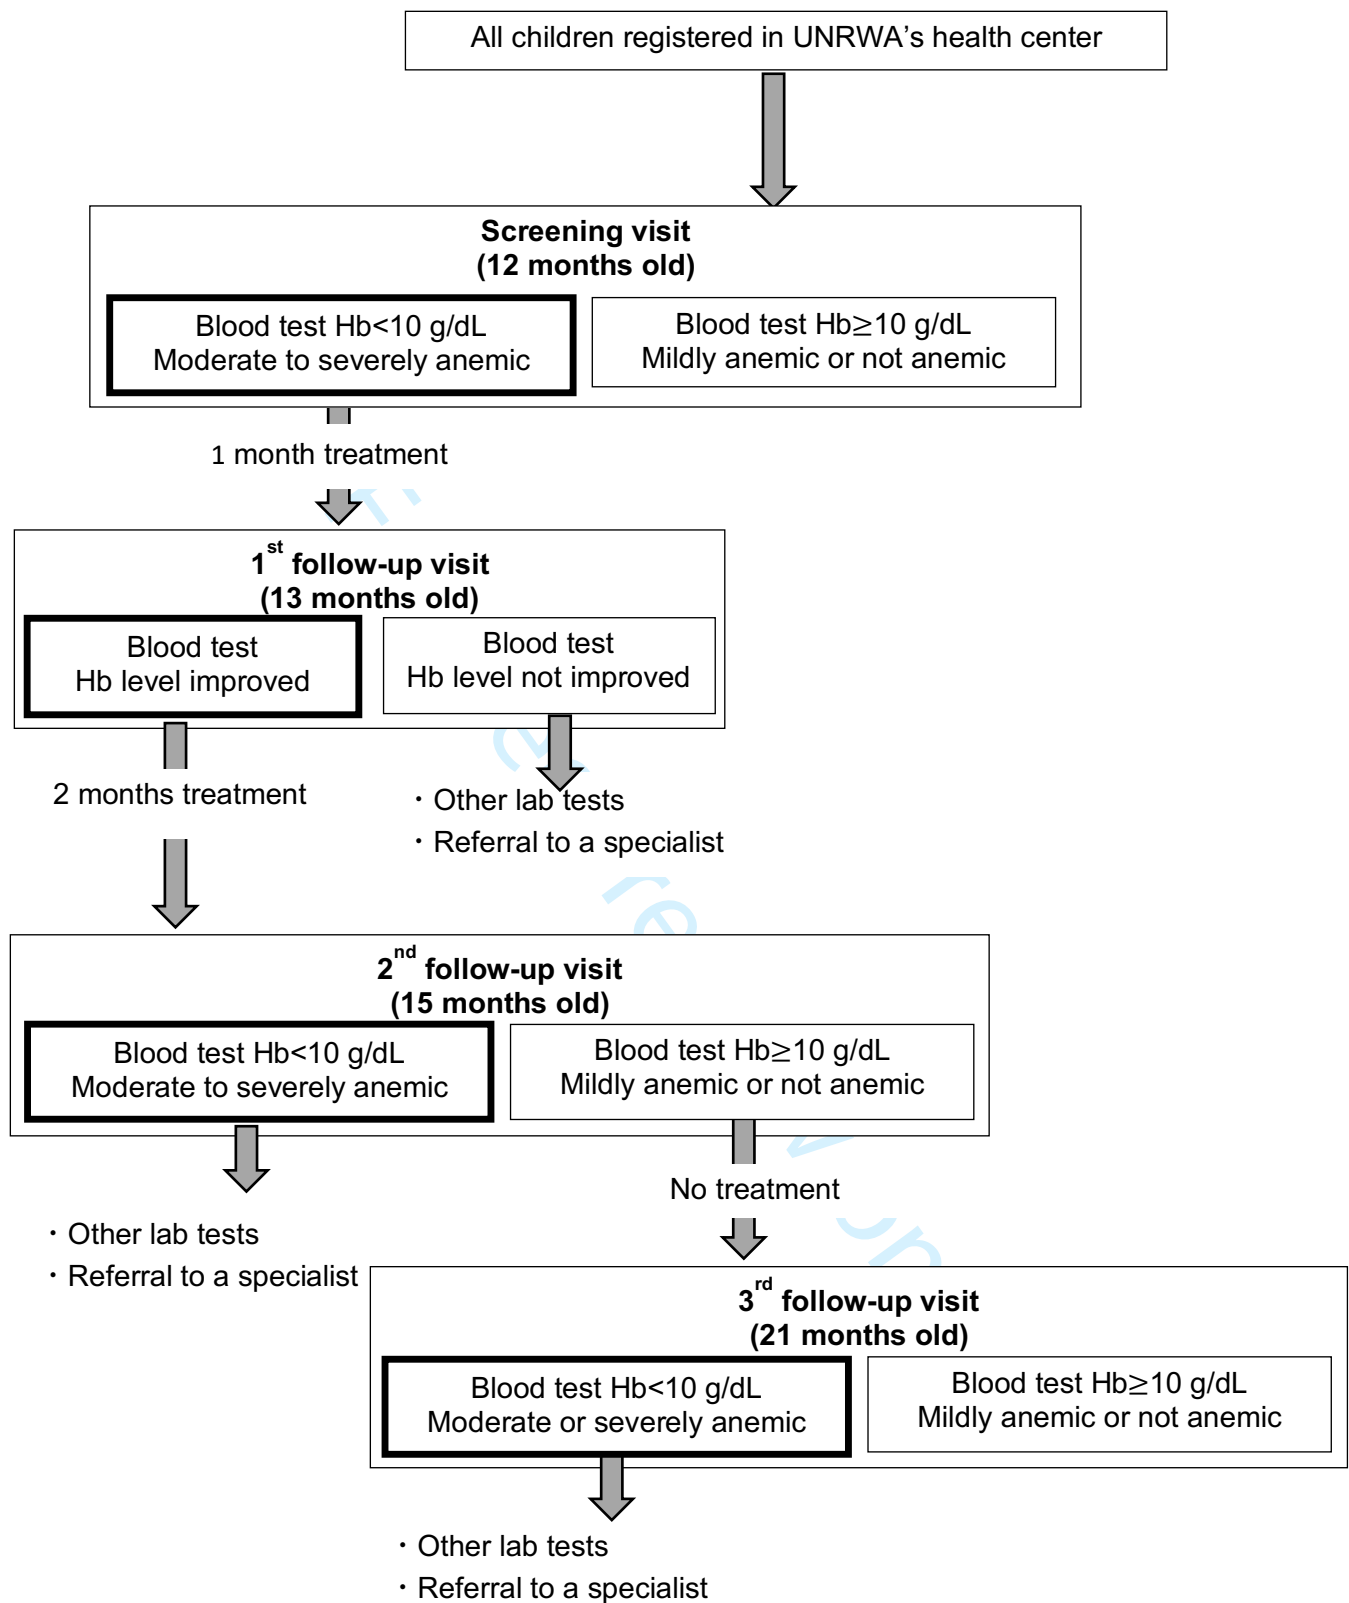 All children registered in UNRWA's health center
Screening visit
(12 months old)
Blood test Hb<10 g/dL
Moderate to severely anemic
Blood test Hb≥10 g/dL
Mildly anemic or not anemic
1 month treatment
1st follow-up visit
(13 months old)
Blood test
Hb level improved
Blood test
Hb level not improved
2 months treatment
・Other lab tests
・Referral to a specialist
2nd follow-up visit
(15 months old)
Blood test Hb<10 g/dL
Moderate to severely anemic
Blood test Hb≥10 g/dL
Mildly anemic or not anemic
・Other lab tests
・Referral to a specialist
No treatment
3rd follow-up visit
(21 months old)
Blood test Hb<10 g/dL
Moderate or severely anemic
Blood test Hb≥10 g/dL
Mildly anemic or not anemic
・Other lab tests
・Referral to a specialist